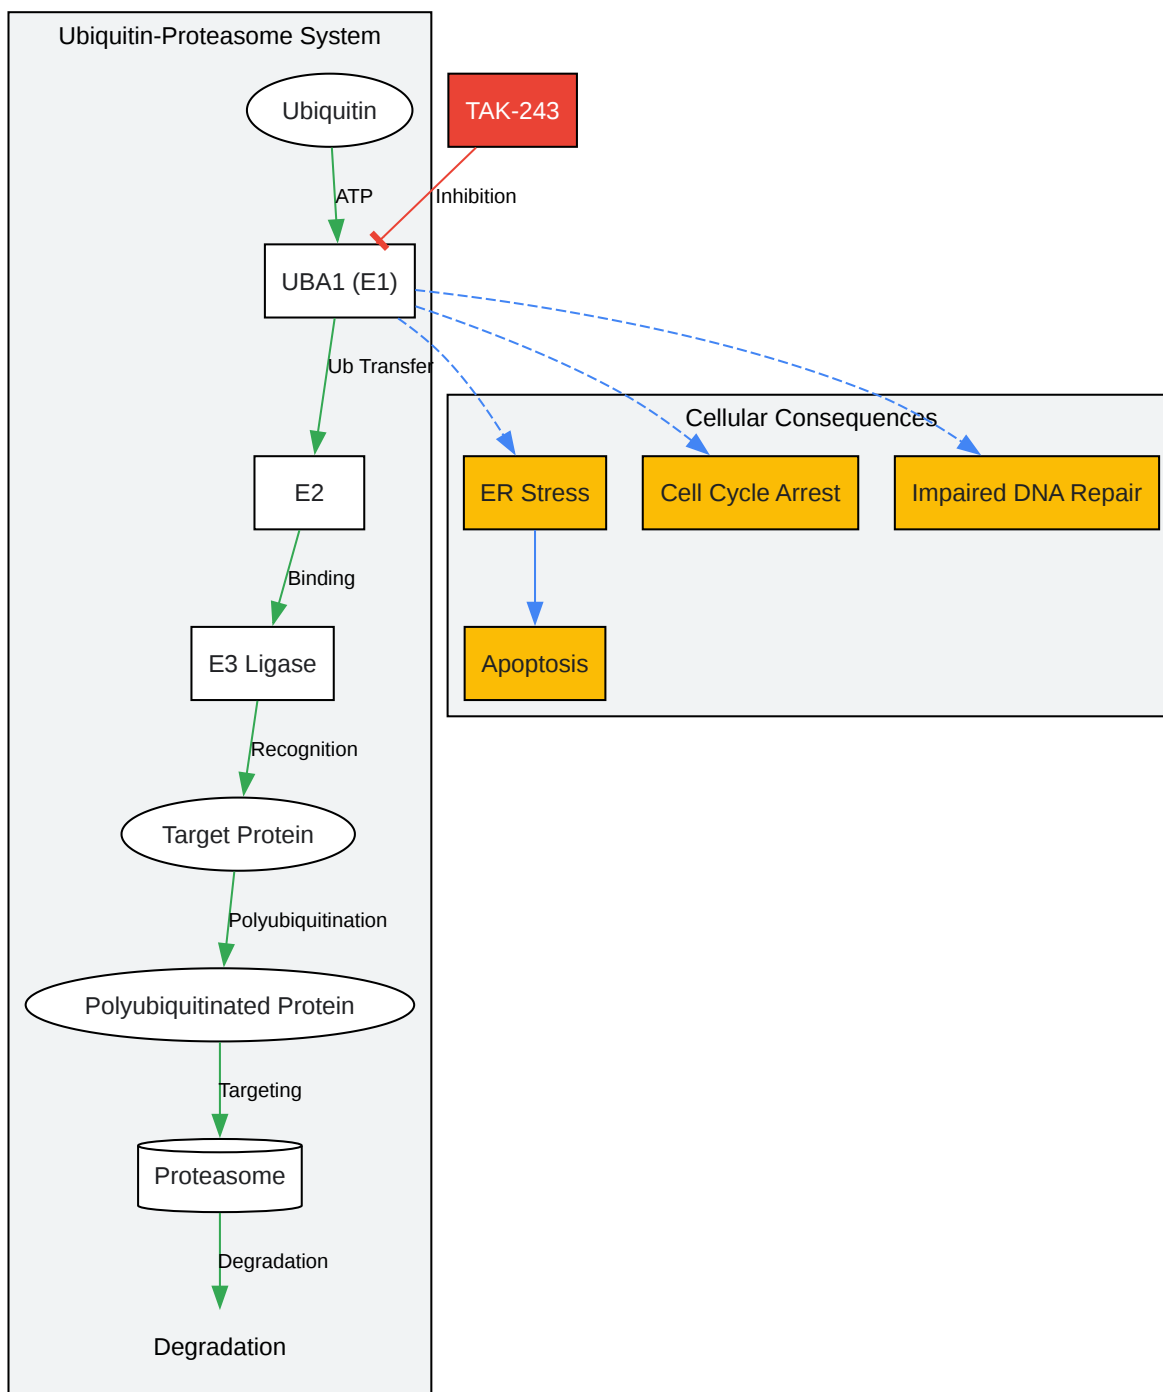 Ubiquitin-Proteasome System
Ubiquitin
TAK-243
ATP
Inhibition
UBA1 (E1)
Ub Transfer
Cellular Consequences
E2
ER Stress
Cell Cycle Arrest
Impaired DNA Repair
Binding
E3 Ligase
Apoptosis
Recognition
Target Protein
Polyubiquitination
Polyubiquitinated Protein
Targeting
Proteasome
Degradation
Degradation